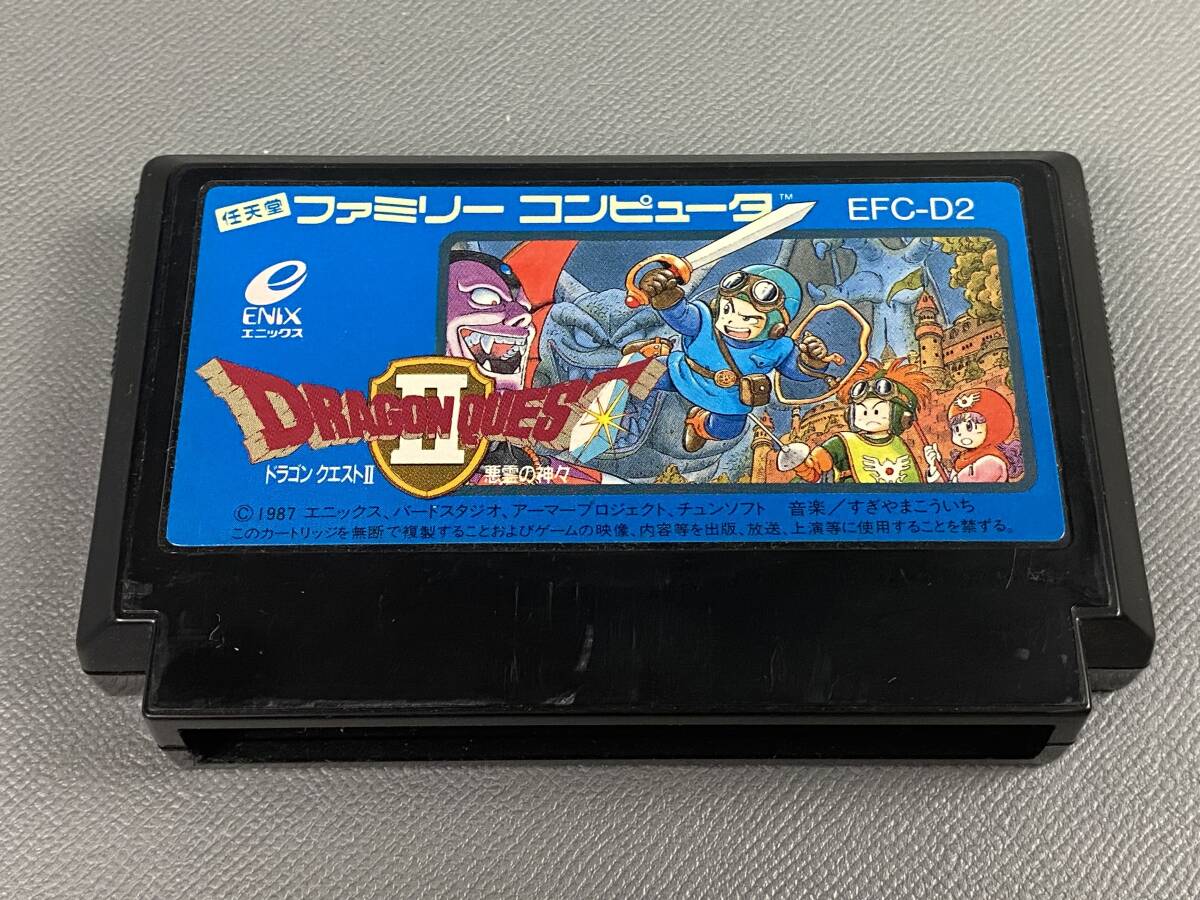 任天堂 ファミリー コンピュータ™ EFC-D2
e
ENIX
エニックス
DRAGON QUEST
II
ドラゴン クエストII 悪霊の神々
©1987 エニックス、バードスタジオ、アーマープロジェクト、チュンソフト 音楽/すぎやまこういち
このカートリッジを無断で複製することおよびゲームの映像、内容等を出版、放送、上演等に使用することを禁ずる。